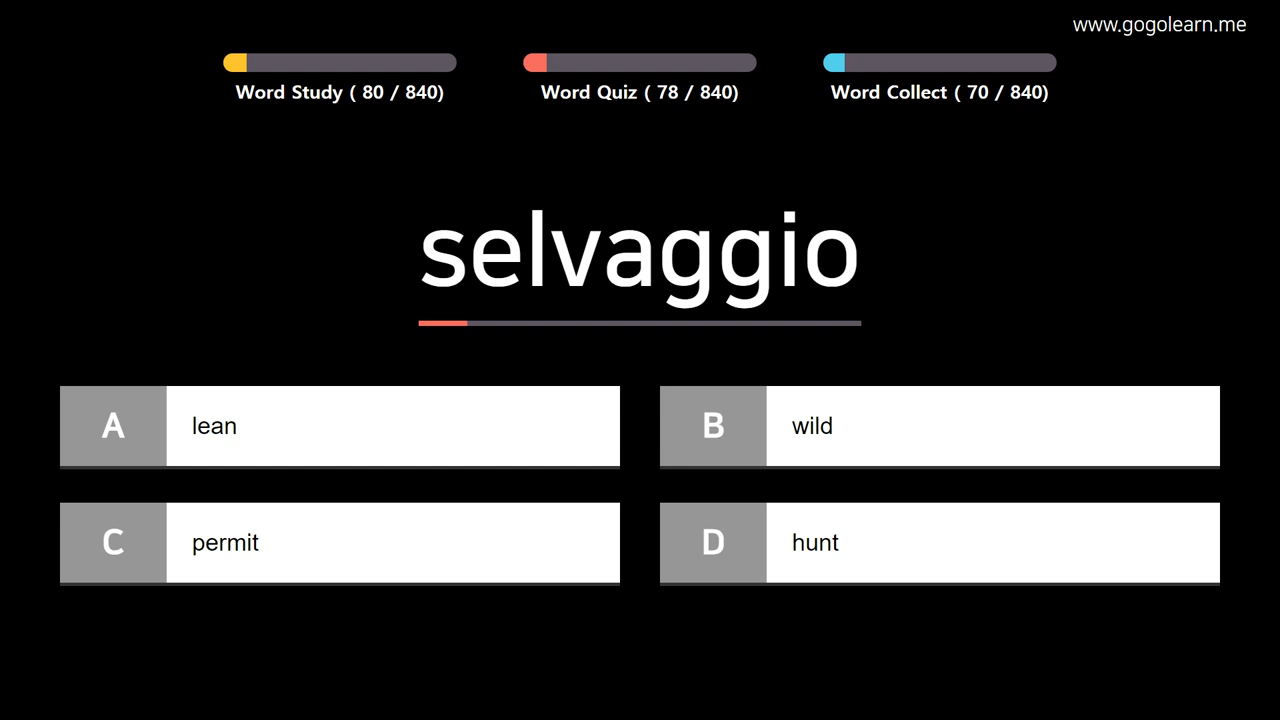 www.gogolearn.me
Word Study ( 80 / 840)
Word Quiz ( 78 / 840)
Word Collect ( 70 / 840)
selvaggio
A lean
B wild
C permit
D hunt